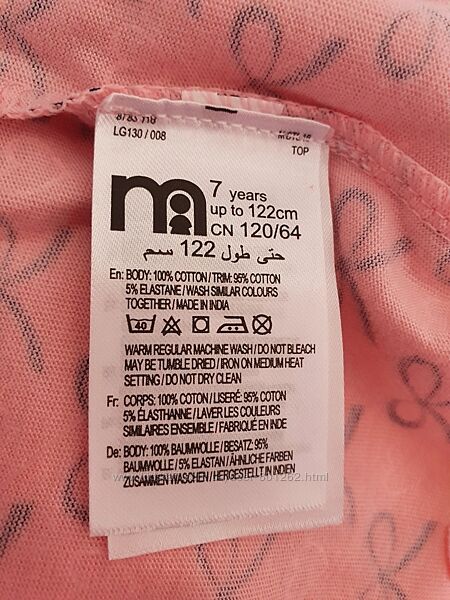 8783 118
LG130 / 008
TOP
7 years
up to 122cm
CN 120/64
حتى طول 122 سم
En: BODY: 100% COTTON / TRIM: 95% COTTON
5% ELASTANE / WASH SIMILAR COLOURS
TOGETHER / MADE IN INDIA
40
WARM REGULAR MACHINE WASH / DO NOT BLEACH
MAY BE TUMBLE DRIED / IRON ON MEDIUM HEAT
SETTING / DO NOT DRY CLEAN
Fr: CORPS: 100% COTON / LISERÉ: 95% COTON
5% ÉLASTHANNE / LAVER LES COULEURS
SIMILAIRES ENSEMBLE / FABRIQUÉ EN INDE
De: BODY: 100% BAUMWOLLE / BESATZ: 95%
BAUMWOLLE / 5% ELASTAN / ÄHNLICHE FARBEN
ZUSAMMEN WASCHEN / HERGESTELLT IN INDIEN